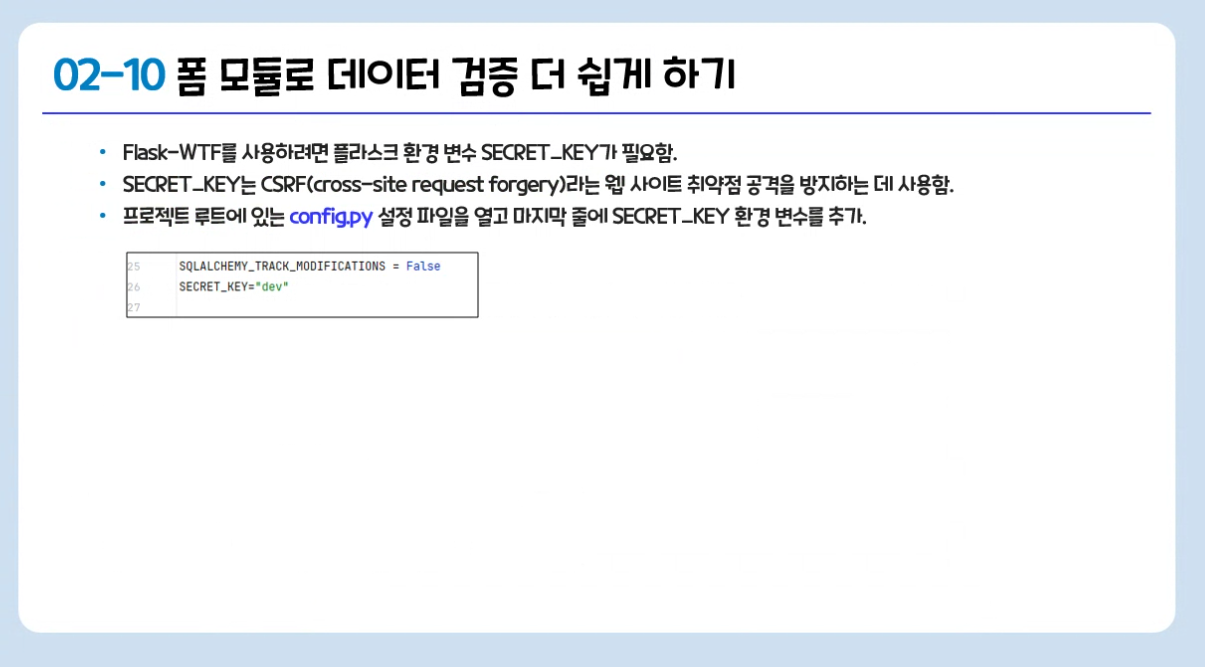 02-10 폼 모듈로 데이터 검증 더 쉽게 하기
• Flask-WTF를 사용하려면 플라스크 환경 변수 SECRET_KEY가 필요함.
• SECRET_KEY는 CSRF(cross-site request forgery)라는 웹 사이트 취약점 공격을 방지하는 데 사용함.
• 프로젝트 루트에 있는 config.py 설정 파일을 열고 마지막 줄에 SECRET_KEY 환경 변수를 추가.
25 SQLALCHEMY_TRACK_MODIFICATIONS = False
26 SECRET_KEY="dev"
27